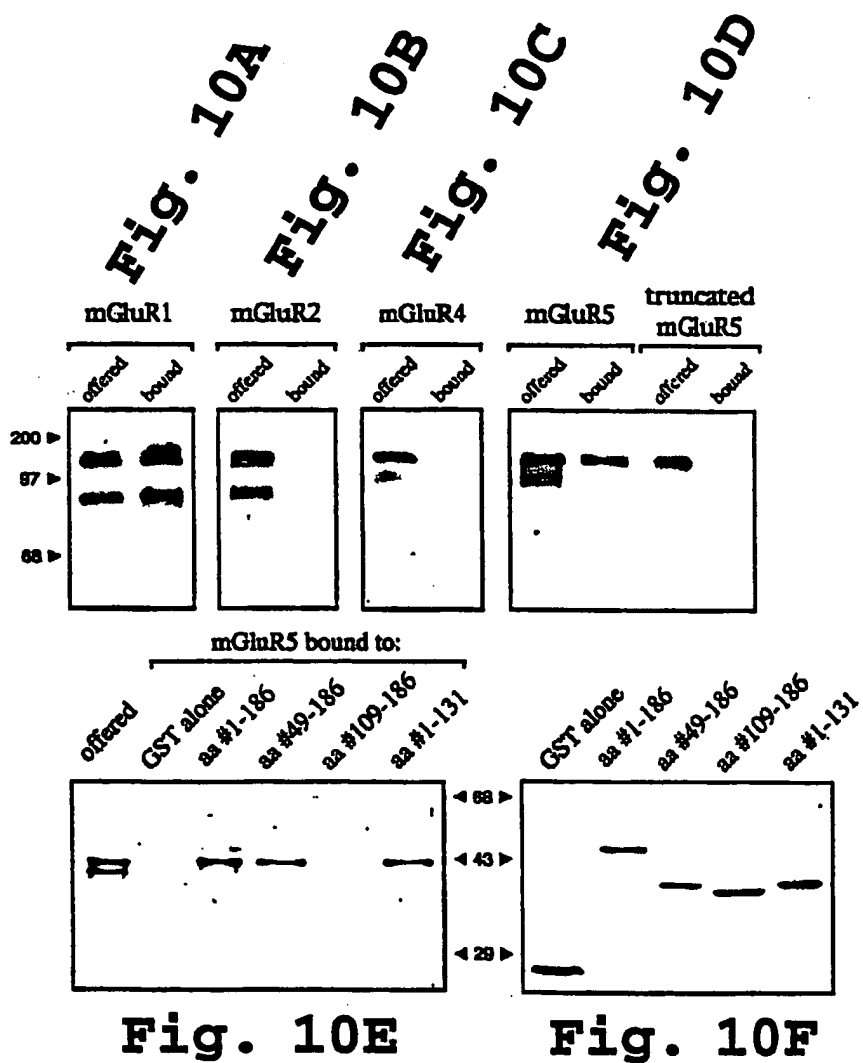 Fig. 10A
Fig. 10B
Fig. 10C
Fig. 10D
mGluR1
mGluR2
mGluR4
mGluR5
truncated
mGluR5
offered
bound
offered
bound
offered
bound
offered
bound
offered
bound
200 ►
97 ►
68 ►
mGluR5 bound to:
offered
GST alone
aa #1-186
aa #49-186
aa #109-186
aa #1-131
GST alone
aa #1-186
aa #49-186
aa #109-186
aa #1-131
◄ 68 ►
◄ 43 ►
◄ 29 ►
Fig. 10E
Fig. 10F